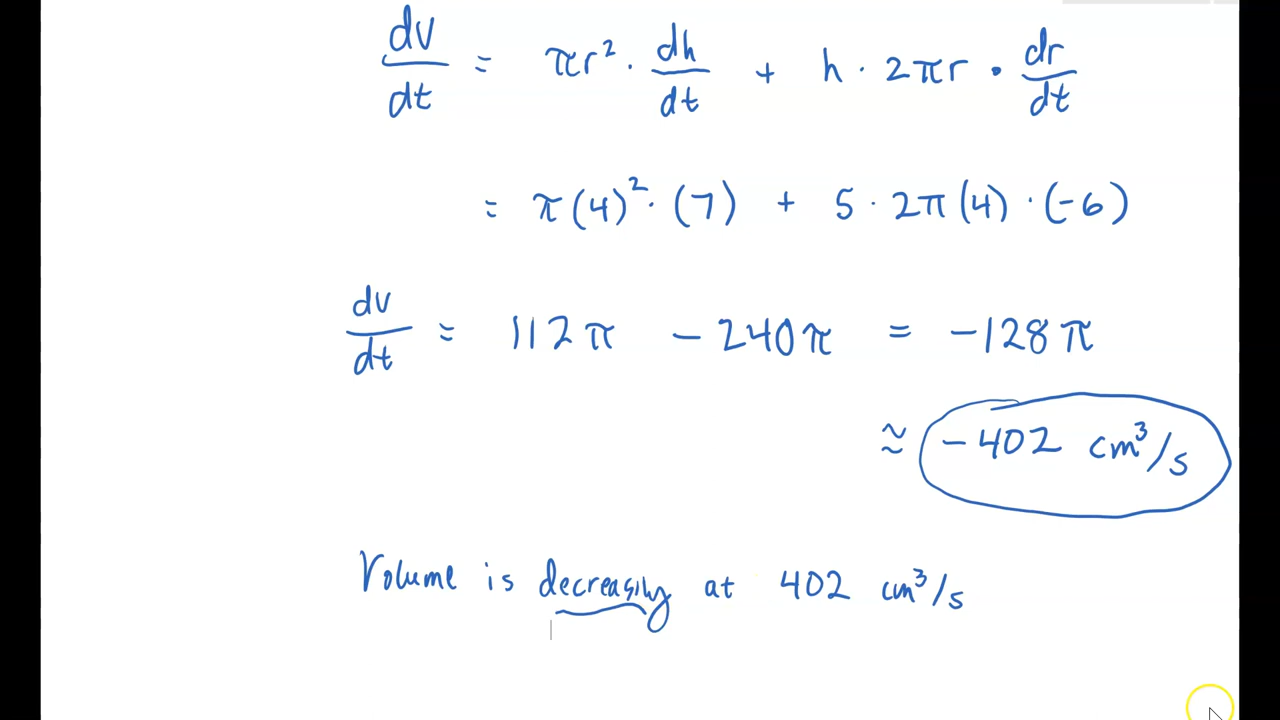 dv/dt = πr² · dh/dt + h · 2πr · dr/dt
= π(4)² · (7) + 5 · 2π(4) · (-6)
dv/dt = 112π - 240π = -128π
≈ -402 cm³/s
Volume is decreasing at 402 cm³/s